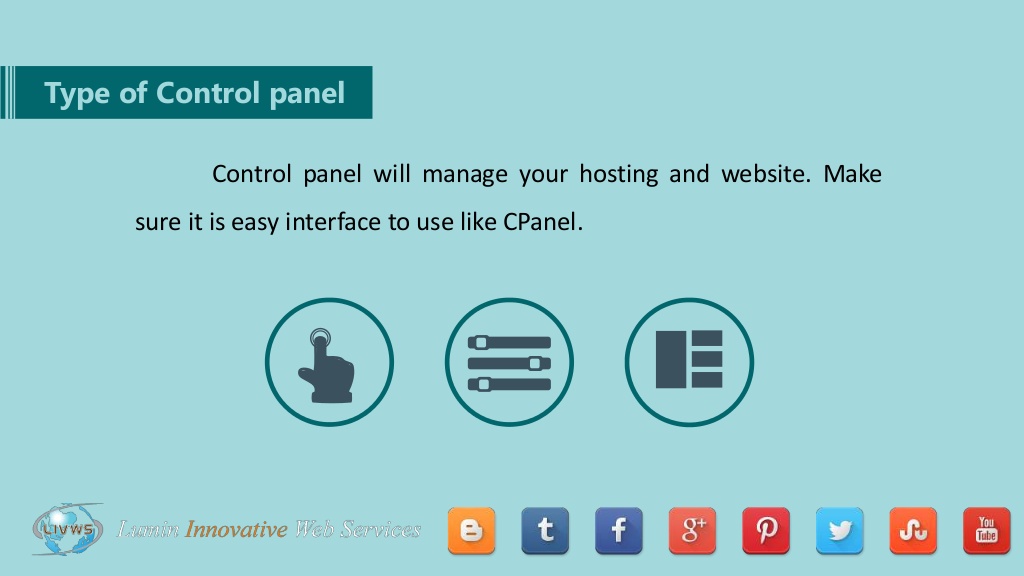 Type of Control panel
Control panel will manage your hosting and website. Make
sure it is easy interface to use like CPanel.
LIVWS
Lumin Innovative Web Services
You
Tube